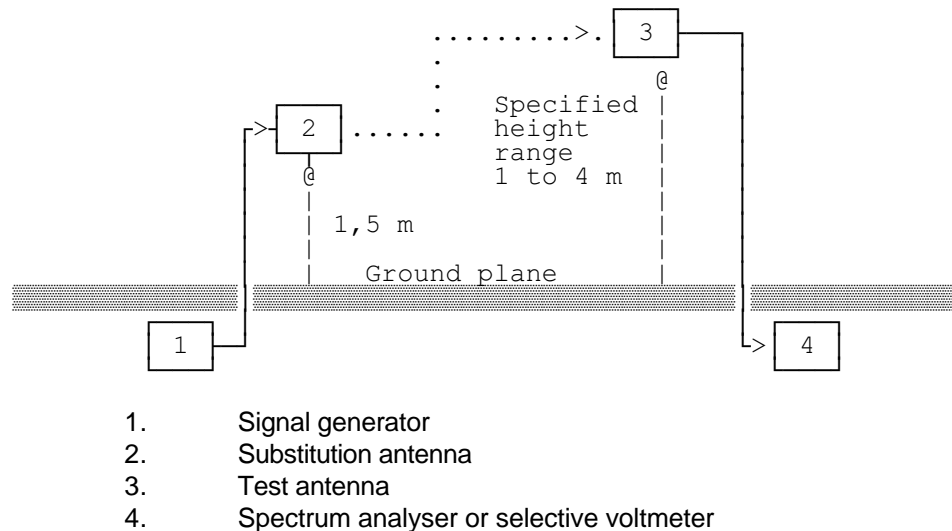 3
Specified
height
range
1 to 4 m
2
1,5 m
Ground plane
1
4
1. Signal generator
2. Substitution antenna
3. Test antenna
4. Spectrum analyser or selective voltmeter